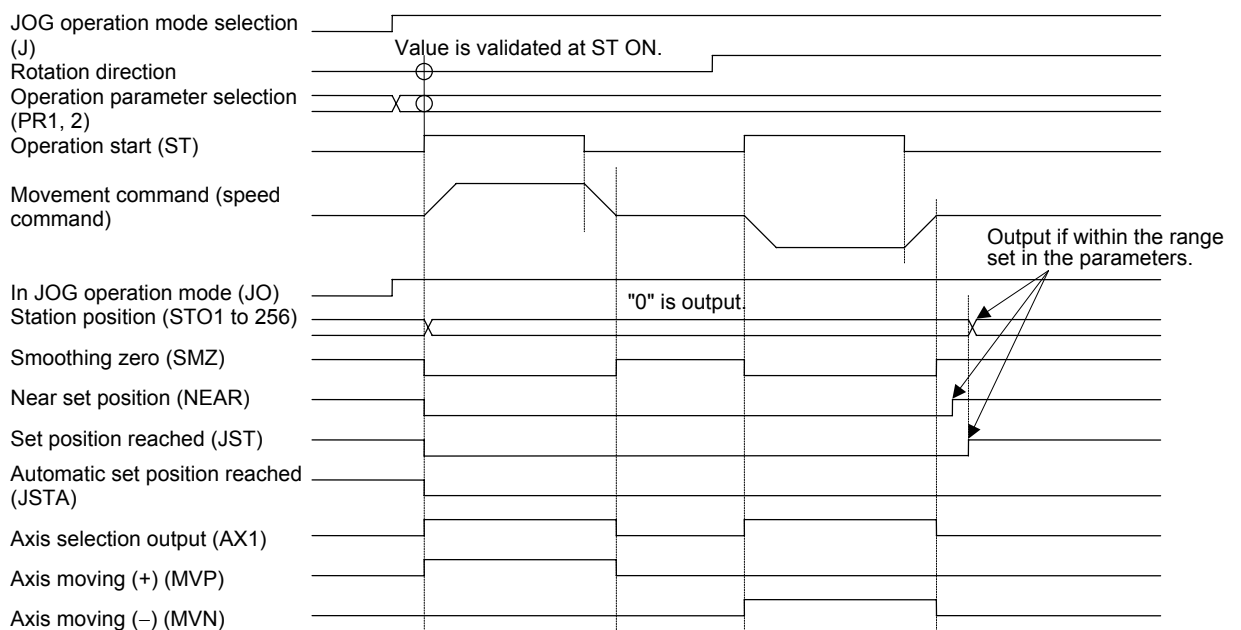 JOG operation mode selection
(J)
Value is validated at ST ON.
Rotation direction
Operation parameter selection
(PR1, 2)
Operation start (ST)
Movement command (speed
command)
Output if within the range
set in the parameters.
In JOG operation mode (JO)
"0" is output.
Station position (STO1 to 256)
Smoothing zero (SMZ)
Near set position (NEAR)
Set position reached (JST)
Automatic set position reached
(JSTA)
Axis selection output (AX1)
Axis moving (+) (MVP)
Axis moving (−) (MVN)